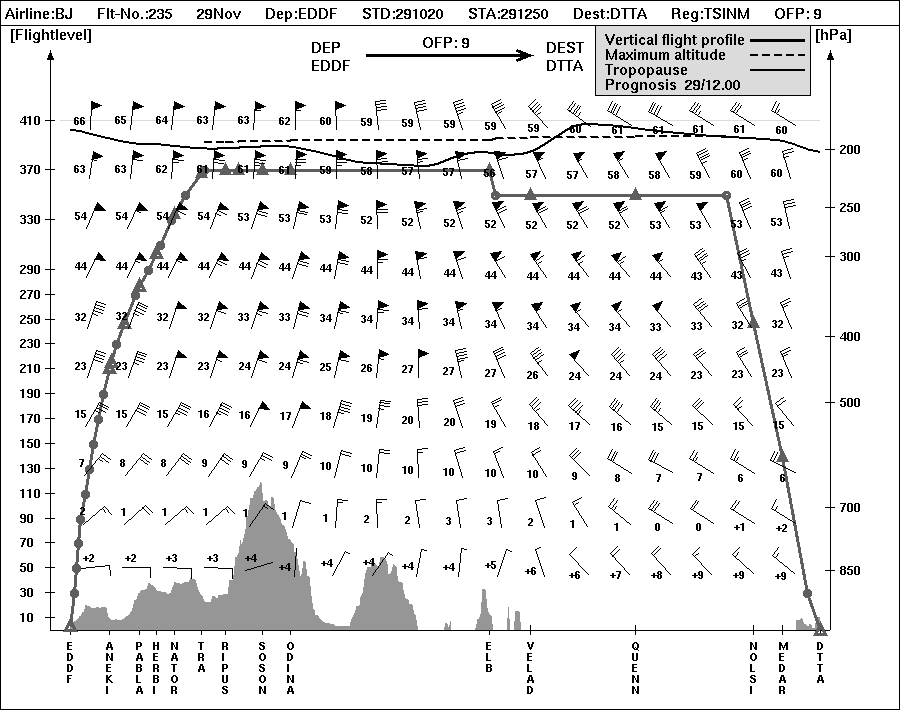 Airline:BJ Flt-No.:235 29Nov Dep:EDDF STD:291020 STA:291250 Dest:DTTA Reg:TSINM OFP: 9
[Flightlevel] DEP OFP: 9 DEST Vertical flight profile [hPa]
EDDF DTTA Maximum altitude
Tropopause
Prognosis 29/12.00
410 66 65 64 63 63 62 60 59 59 59 59 59 60 61 61 61 61 60
200
370 63 63 63 61 61 61 59 58 57 57 56 57 57 58 58 59 60 60
250
330 54 54 54 54 53 53 53 52 52 52 52 52 52 53 53 53 53 53
300
290 44 44 44 44 44 44 44 44 44 44 44 44 44 44 44 43 43 43
270
250 32 32 32 32 33 33 34 34 34 34 34 34 34 34 33 33 32 32
230 400
210 23 23 23 23 24 24 25 26 27 27 27 26 24 24 24 23 23 23
190
500
170 15 15 15 16 16 17 18 19 20 20 19 18 17 16 15 15 15 15
150
130 7 8 8 9 9 9 10 10 10 10 10 10 9 8 7 7 6 6
110
700
90 2 1 1 1 1 1 1 2 2 3 3 2 1 1 0 0 +1 +2
70
50 +2 +2 +3 +3 +4 +4 +4 +4 +4 +4 +5 +6 +6 +7 +8 +9 +9 +9
850
30
10
EDDF ANEKI PABLA HERBI NATOR TRA RIPUS SOSON ODINA ELB VELAD QUENN NOLSI MEDAR DTTA